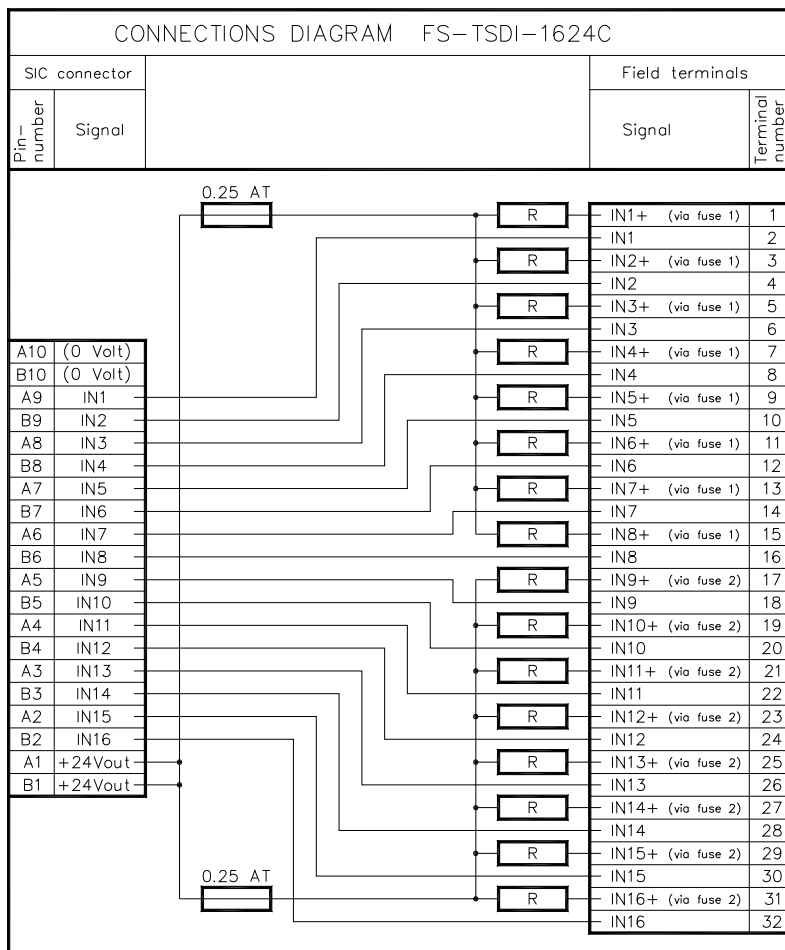 CONNECTIONS DIAGRAM FS-TSDI-1624C
SIC connector
Field terminals
Pin-
number
Signal
Signal
Terminal
number
0.25 AT
R IN1+ (via fuse 1) 1
IN1 2
R IN2+ (via fuse 1) 3
IN2 4
R IN3+ (via fuse 1) 5
IN3 6
A10 (0 Volt) R IN4+ (via fuse 1) 7
B10 (0 Volt) IN4 8
A9 IN1 R IN5+ (via fuse 1) 9
B9 IN2 IN5 10
A8 IN3 R IN6+ (via fuse 1) 11
B8 IN4 IN6 12
A7 IN5 R IN7+ (via fuse 1) 13
B7 IN6 IN7 14
A6 IN7 R IN8+ (via fuse 1) 15
B6 IN8 IN8 16
A5 IN9 R IN9+ (via fuse 2) 17
B5 IN10 IN9 18
A4 IN11 R IN10+ (via fuse 2) 19
B4 IN12 IN10 20
A3 IN13 R IN11+ (via fuse 2) 21
B3 IN14 IN11 22
A2 IN15 R IN12+ (via fuse 2) 23
B2 IN16 IN12 24
A1 +24Vout R IN13+ (via fuse 2) 25
B1 +24Vout IN13 26
R IN14+ (via fuse 2) 27
IN14 28
R IN15+ (via fuse 2) 29
0.25 AT IN15 30
R IN16+ (via fuse 2) 31
IN16 32